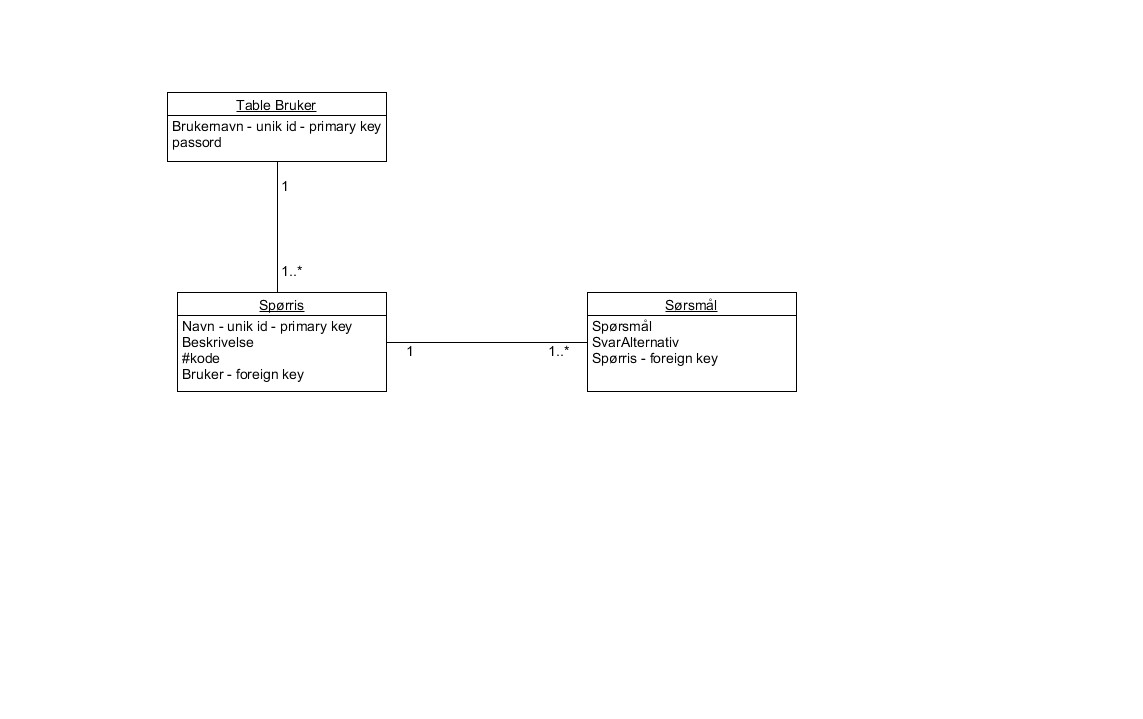 Table Bruker
Brukernavn - unik id - primary key
passord
1
1..*
Spørris
Navn - unik id - primary key
Beskrivelse
#kode
Bruker - foreign key
1
1..*
Sørsmål
Spørsmål
SvarAlternativ
Spørris - foreign key